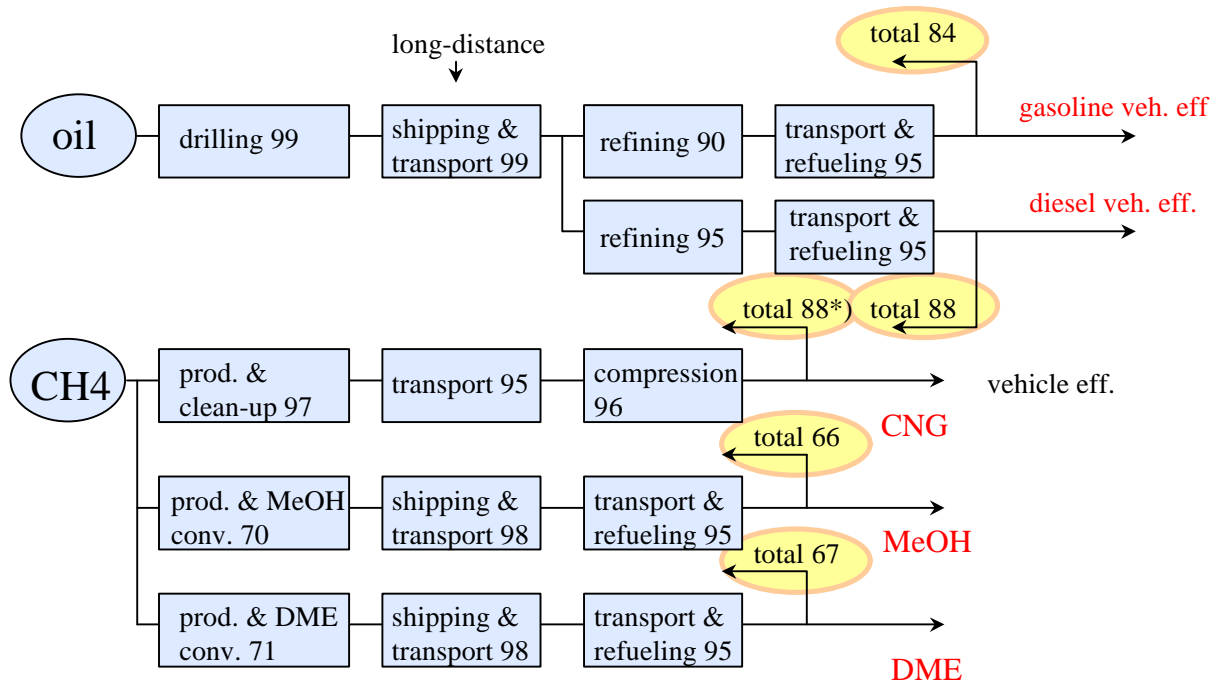 long-distance
total 84
oil
drilling 99
shipping &
transport 99
refining 90
transport &
refueling 95
gasoline veh. eff
refining 95
transport &
refueling 95
diesel veh. eff.
total 88*)
total 88
CH4
prod. &
clean-up 97
transport 95
compression
96
vehicle eff.
CNG
total 66
prod. & MeOH
conv. 70
shipping &
transport 98
transport &
refueling 95
MeOH
total 67
prod. & DME
conv. 71
shipping &
transport 98
transport &
refueling 95
DME